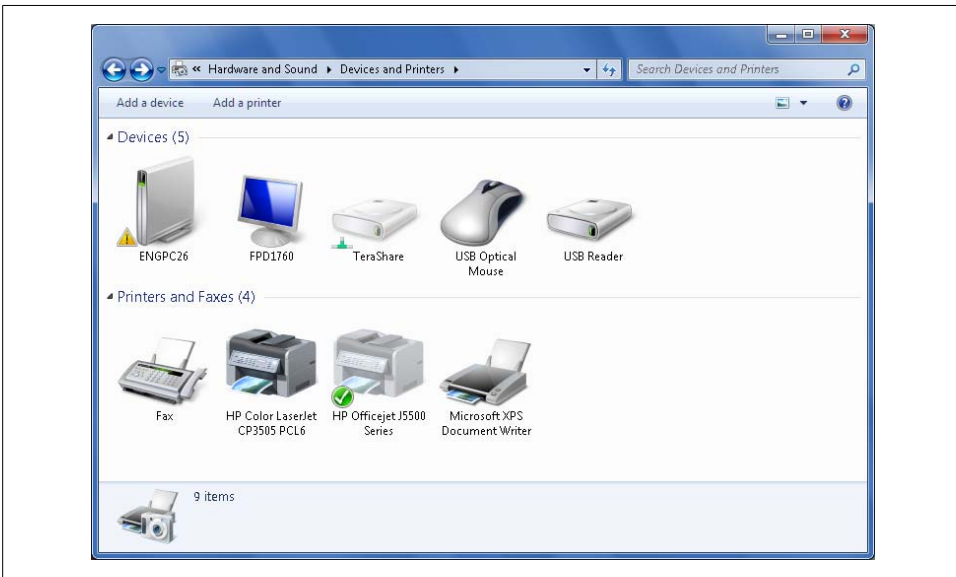 « Hardware and Sound ▸ Devices and Printers ▸
Search Devices and Printers
Add a device Add a printer
Devices (5)
ENGPC26 FPD1760 TeraShare USB Optical Mouse USB Reader
Printers and Faxes (4)
Fax HP Color LaserJet CP3505 PCL6 HP Officejet J5500 Series Microsoft XPS Document Writer
9 items